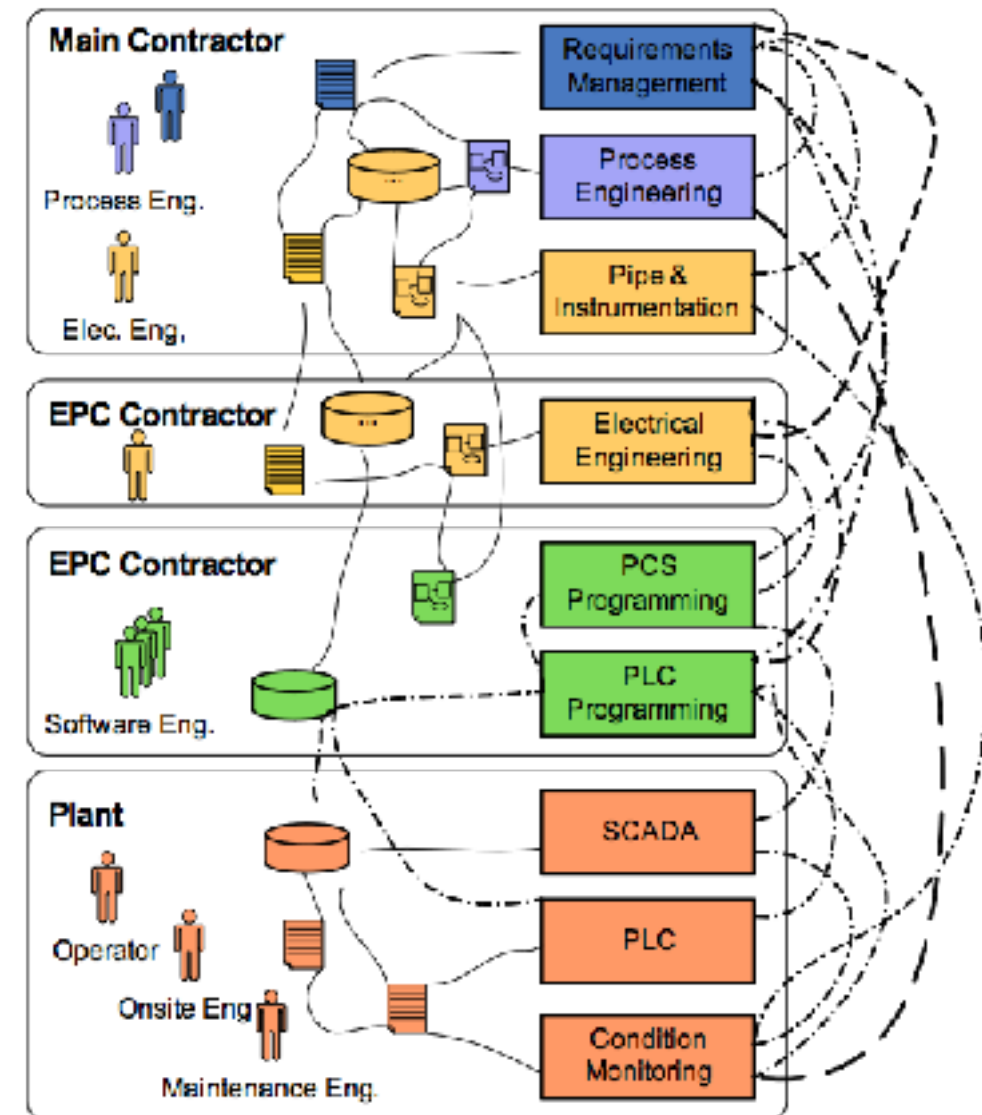 Main Contractor
Process Eng.
Elec. Eng,
Requirements
Management
...
Process
Engineering
Pipe &
Instrumentation
EPC Contractor
...
Electrical
Engineering
EPC Contractor
Software Eng.
PCS
Programming
PLC
Programming
Plant
Operator
Onsite Eng
Maintenance Eng.
SCADA
PLC
Condition
Monitoring